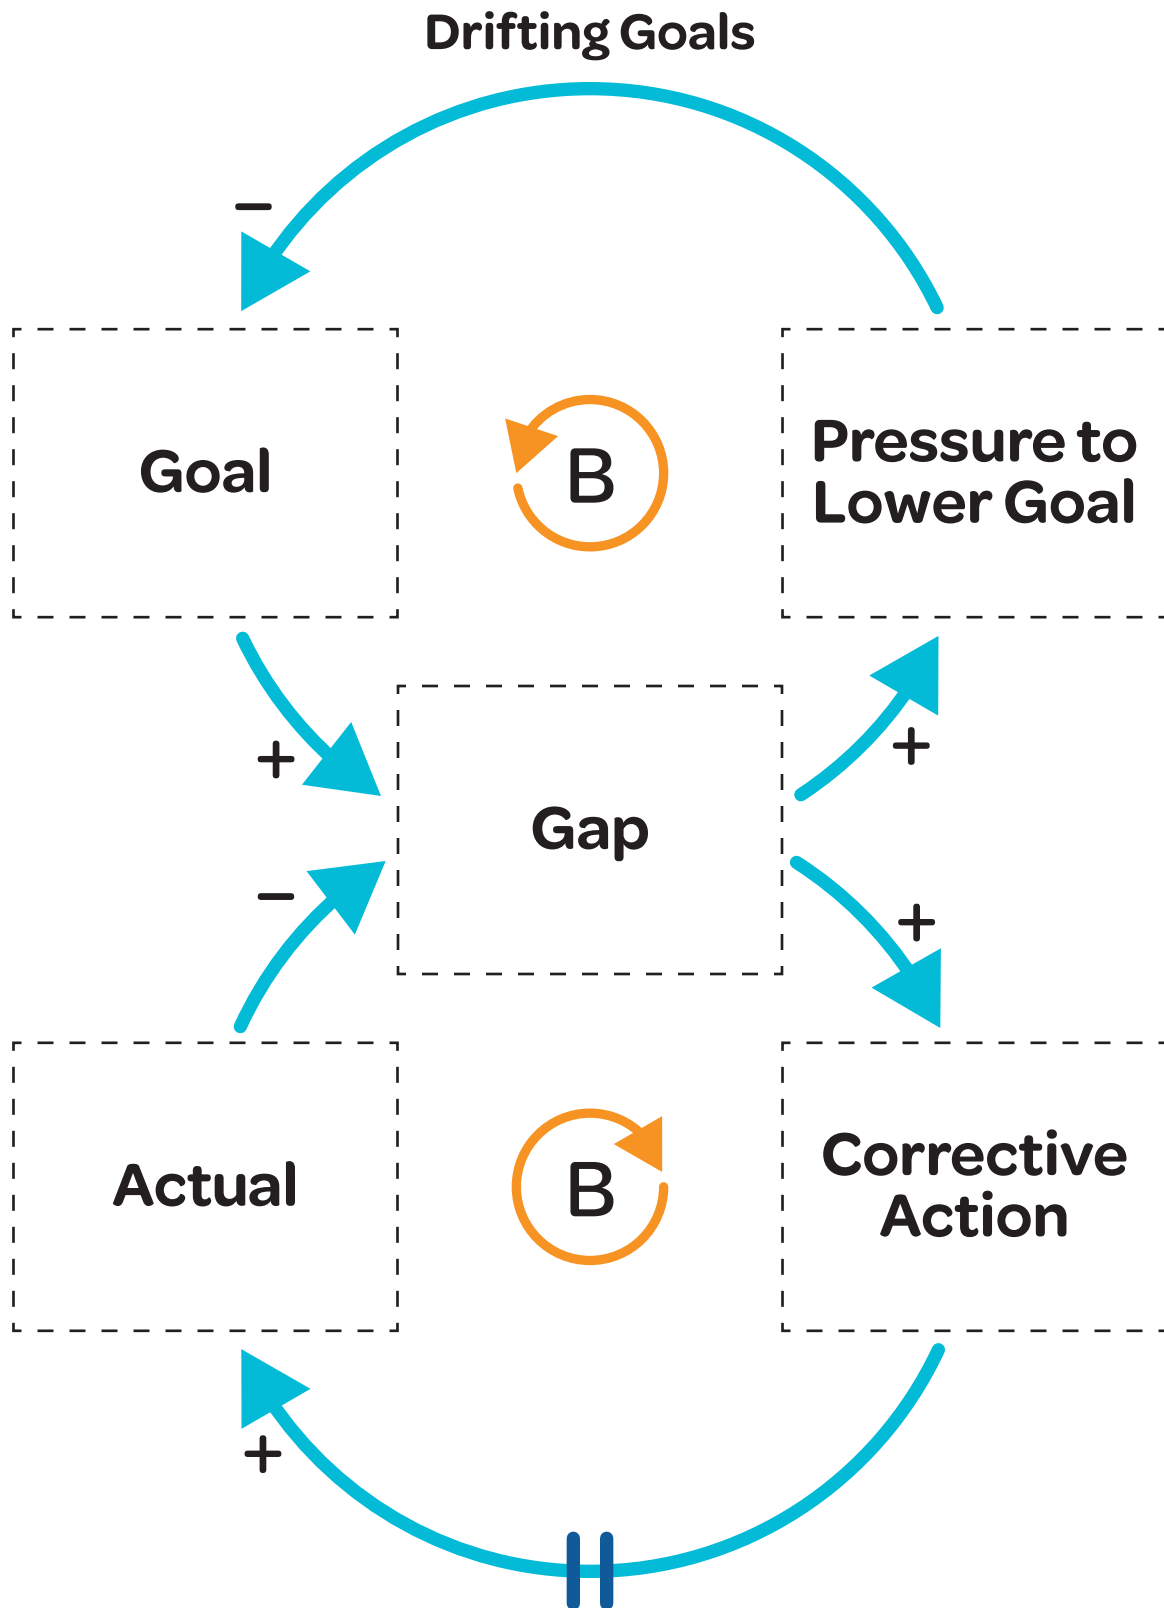 Drifting Goals
−
Goal
B
Pressure to
Lower Goal
+
+
Gap
−
+
Actual
B
Corrective
Action
+